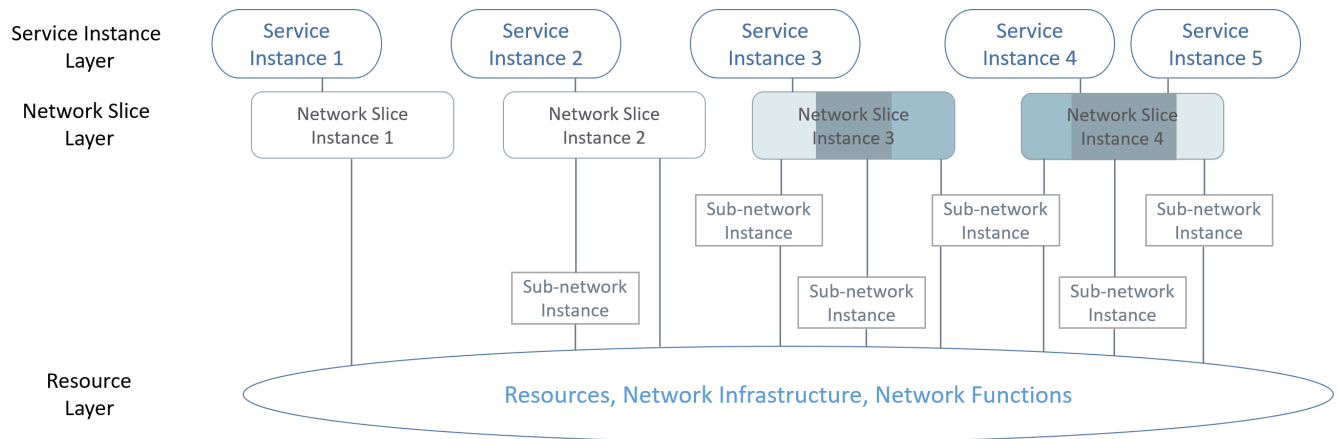 Service Instance
Layer
Service
Instance 1
Service
Instance 2
Service
Instance 3
Service
Instance 4
Service
Instance 5
Network Slice
Layer
Network Slice
Instance 1
Network Slice
Instance 2
Network Slice
Instance 3
Network Slice
Instance 4
Sub-network
Instance
Sub-network
Instance
Sub-network
Instance
Sub-network
Instance
Sub-network
Instance
Sub-network
Instance
Resource
Layer
Resources, Network Infrastructure, Network Functions